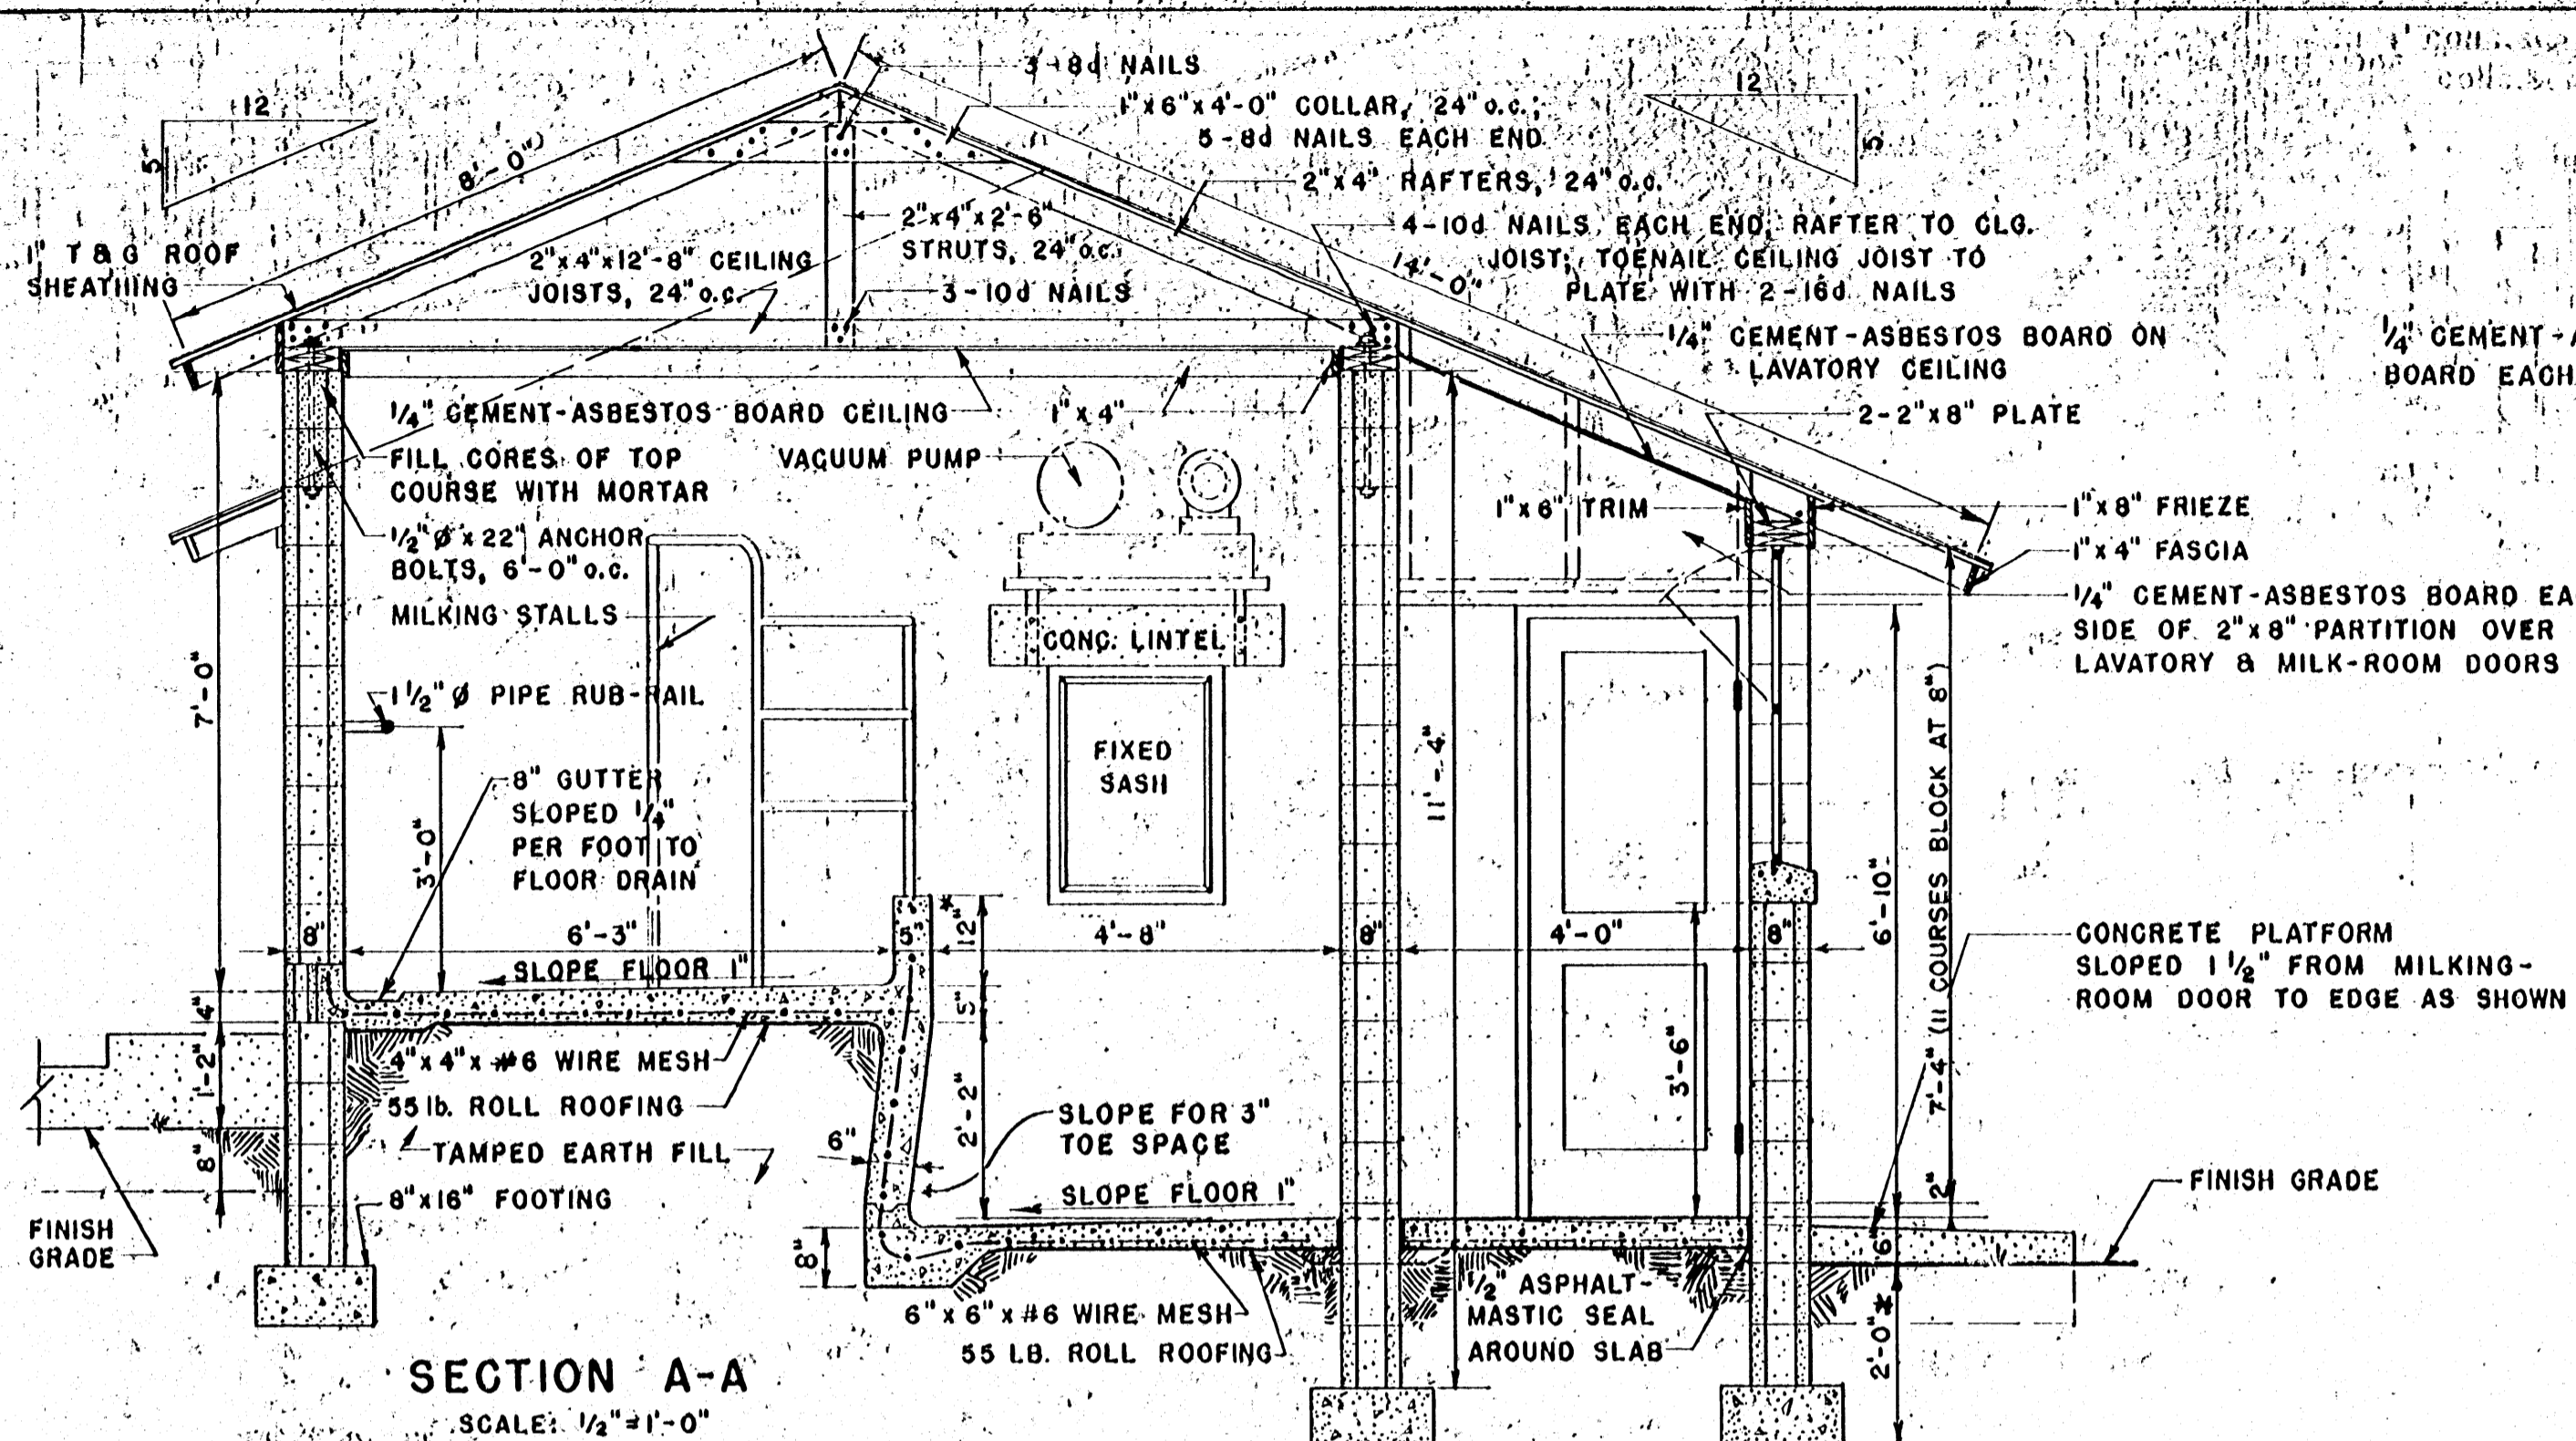 3-8d NAILS
12
1"x6"x4'-0" COLLAR, 24" o.c.;
5-8d NAILS EACH END
12
5
5
8'-0"
2"x4" RAFTERS, 24" o.c.
2"x4"x2'-6"
STRUTS, 24" o.c.
4-10d NAILS EACH END, RAFTER TO CLG.
JOIST; TOENAIL CEILING JOIST TO
PLATE WITH 2-16d NAILS
14'-0"
1" T & G ROOF
SHEATHING
2"x4"x12'-8" CEILING
JOISTS, 24" o.c.
3-10d NAILS
1/4" CEMENT-ASBESTOS BOARD ON
LAVATORY CEILING
1/4" CEMENT-
BOARD EACH
1/4" CEMENT-ASBESTOS BOARD CEILING
1"x4"
2-2"x8" PLATE
FILL CORES OF TOP
COURSE WITH MORTAR
VACUUM PUMP
1"x6" TRIM
1"x8" FRIEZE
1/2" Ø x 22" ANCHOR
BOLTS, 6'-0" o.c.
1"x4" FASCIA
MILKING STALLS
1/4" CEMENT-ASBESTOS BOARD EA
SIDE OF 2"x8" PARTITION OVER
LAVATORY & MILK-ROOM DOORS
CONC. LINTEL
7'-0"
1 1/2" Ø PIPE RUB-RAIL
FIXED
SASH
11'-4"
8" GUTTER
SLOPED 1/4"
PER FOOT TO
FLOOR DRAIN
3'-0"
6'-10"
7'-4" (11 COURSES BLOCK AT 8")
8"
6'-3"
5"
*
12"
4'-8"
8"
4'-0"
8"
CONCRETE PLATFORM
SLOPED 1 1/2" FROM MILKING-
ROOM DOOR TO EDGE AS SHOWN
SLOPE FLOOR 1"
4"
5"
1'-2"
4"x4"x#6 WIRE MESH
55 lb. ROLL ROOFING
TAMPED EARTH FILL
8"x16" FOOTING
8"
6"
2'-2"
SLOPE FOR 3"
TOE SPACE
SLOPE FLOOR 1"
3'-6"
2"
FINISH GRADE
FINISH
GRADE
8"
6"
6"x6"x#6 WIRE MESH
55 LB. ROLL ROOFING
1/2" ASPHALT-
MASTIC SEAL
AROUND SLAB
2'-0" *
SECTION A-A
SCALE: 1/2"=1'-0"